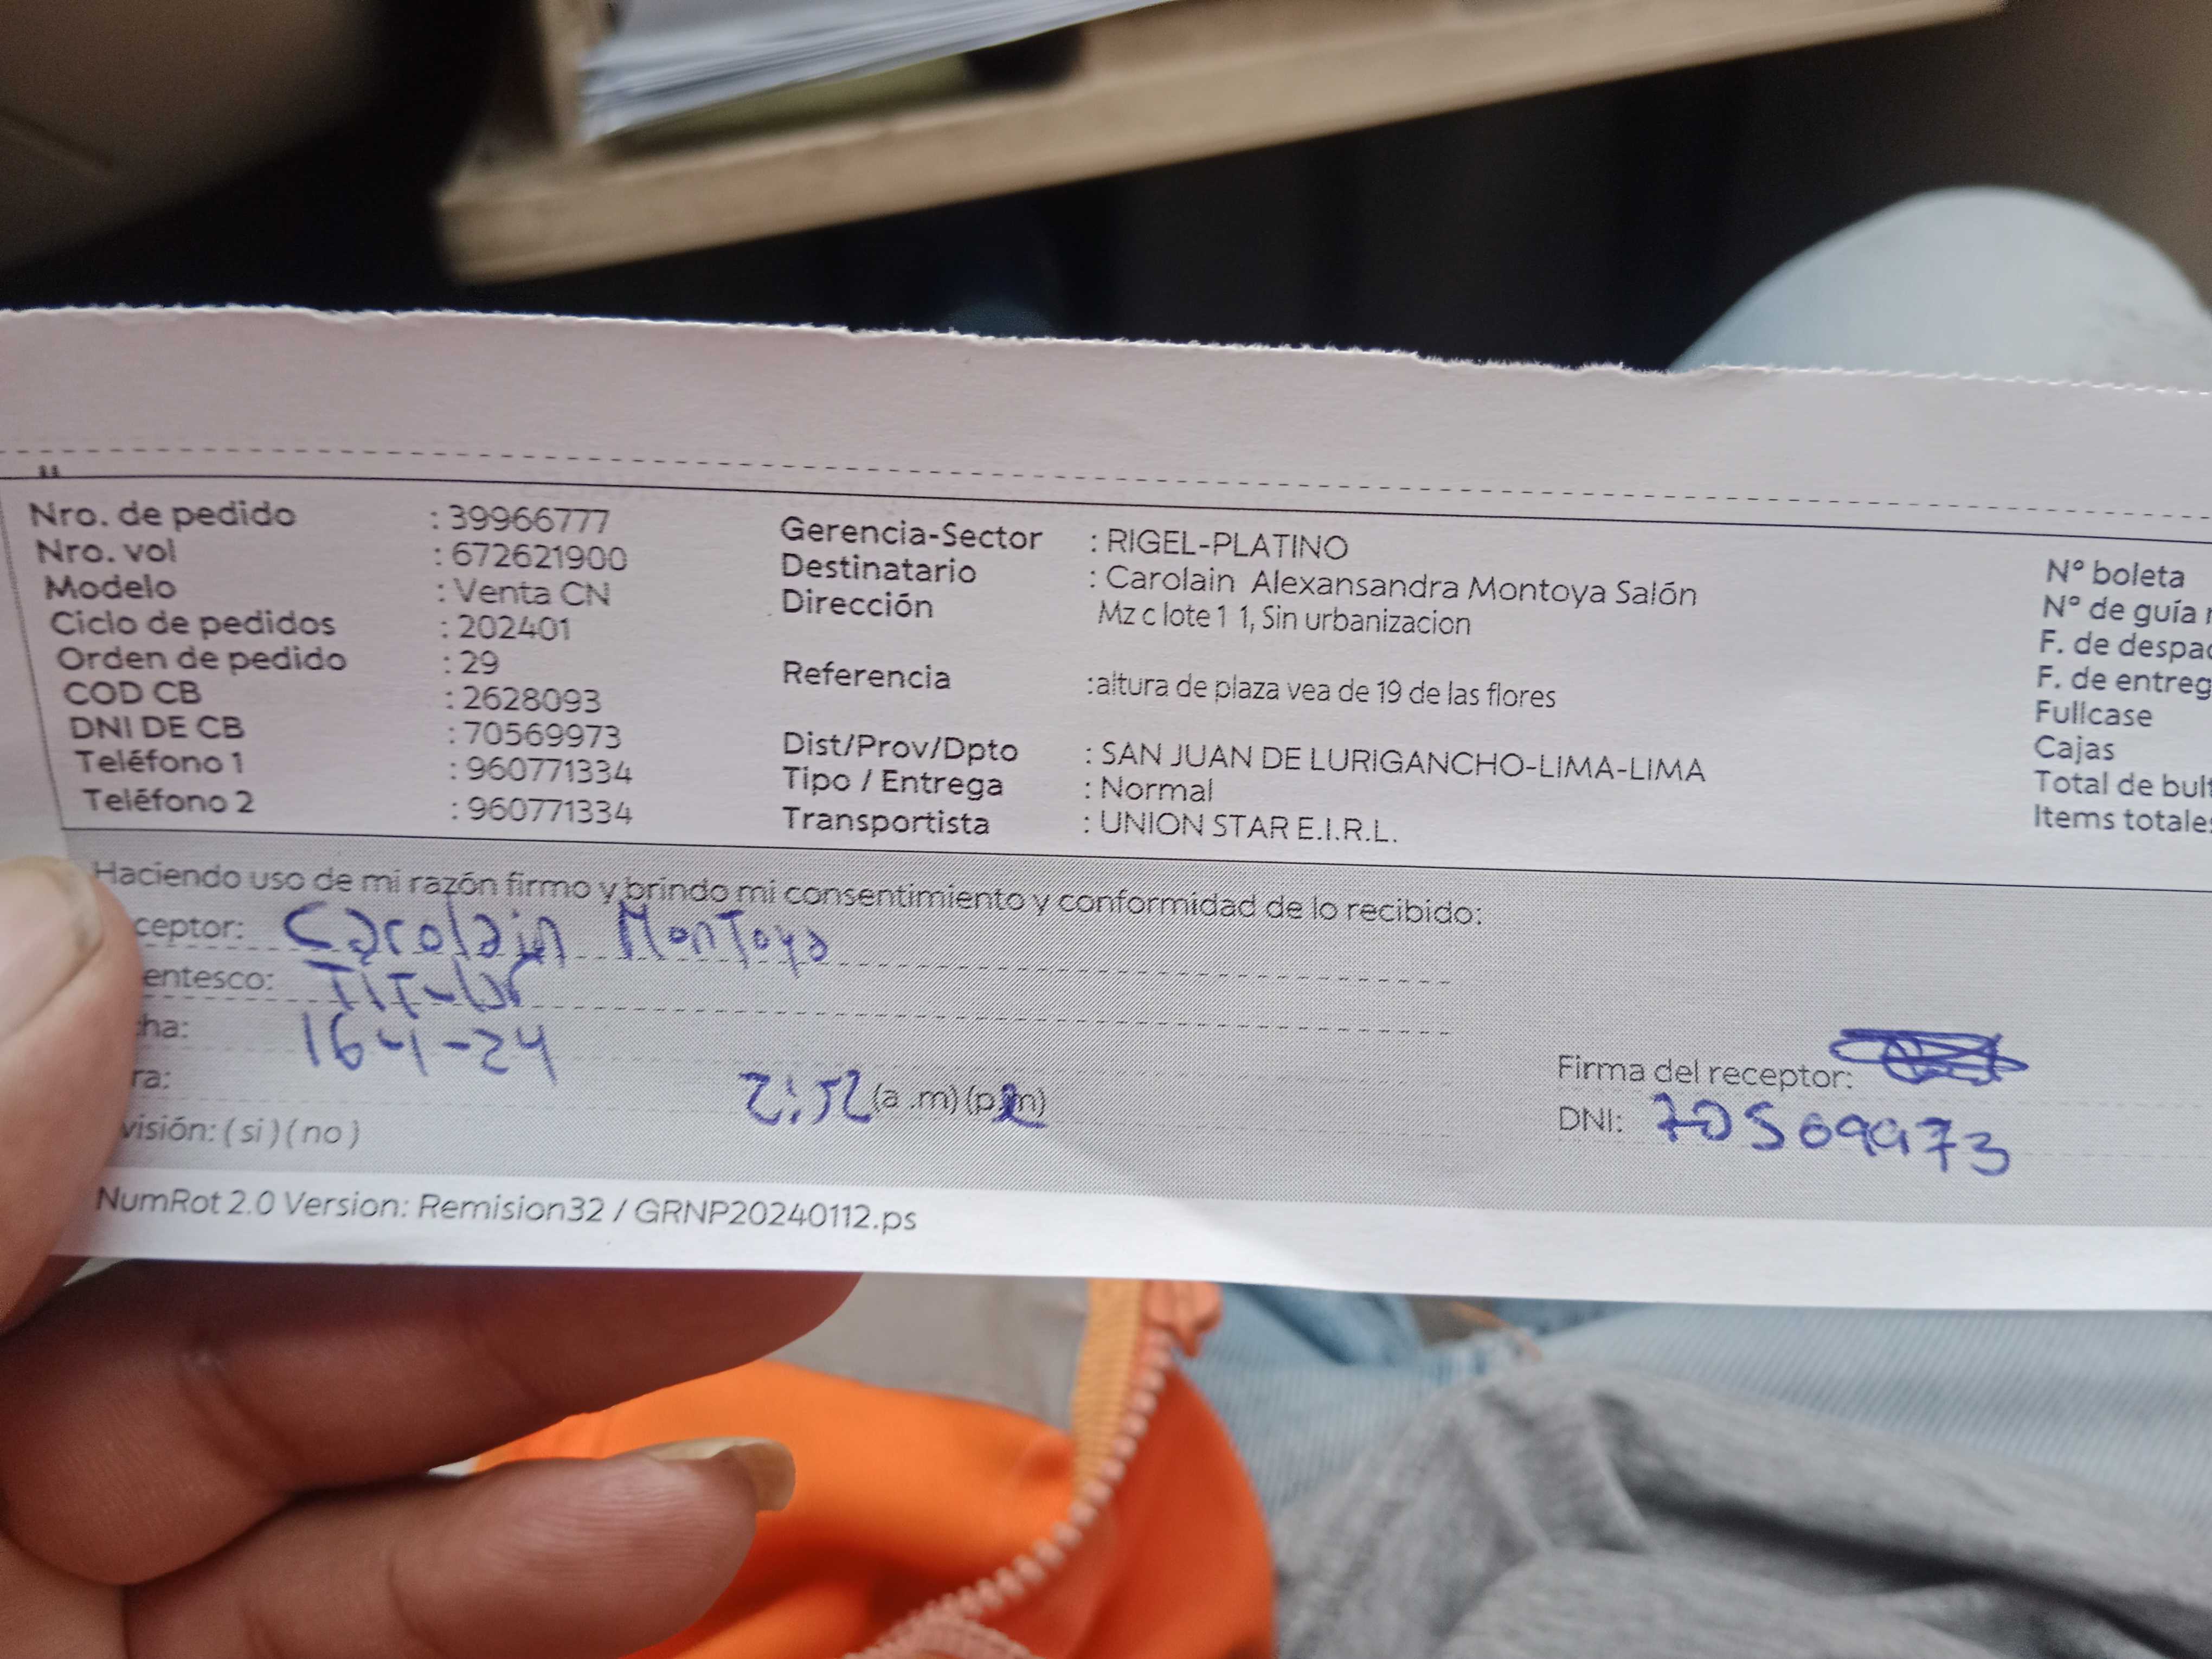 Nro. de pedido : 39966777
Nro. vol : 672621900
Modelo : Venta CN
Ciclo de pedidos : 202401
Orden de pedido : 29
COD CB : 2628093
DNI DE CB : 70569973
Teléfono 1 : 960771334
Teléfono 2 : 960771334
Gerencia-Sector : RIGEL-PLATINO
Destinatario : Carolain Alexansandra Montoya Salón
Dirección Mz c lote 1 1, Sin urbanizacion
Referencia :altura de plaza vea de 19 de las flores
Dist/Prov/Dpto : SAN JUAN DE LURIGANCHO-LIMA-LIMA
Tipo / Entrega : Normal
Transportista : UNION STAR E.I.R.L.
Nº boleta
Nº de guía r
F. de despac
F. de entreg
Fullcase
Cajas
Total de bult
Items totales
Haciendo uso de mi razón firmo y brindo mi consentimiento y conformidad de lo recibido:
ceptor: Carolain Montoya
entesco: TITular
cha: 16-1-24
ra: 2:52 (a .m) (p.m)
visión: ( si ) ( no )
Firma del receptor:
DNI: 70569973
NumRot 2.0 Version: Remision32 / GRNP20240112.ps